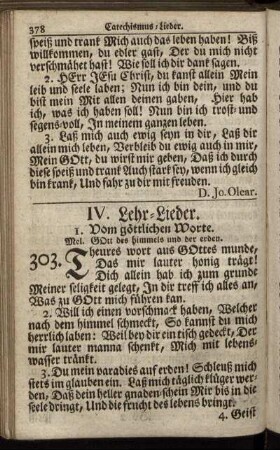 378 Catechismus-Lieder.
speiß und trank Mich auch das leben haben! Biß
willkommen, du edler gast, Der du mich nicht
verschmähet hast! Wie soll ich dir dank sagen.
2. HErr JEsu Christ, du kanst allein Mein
leib und seele laben; Nun ich bin dein, und du
bist mein Mit allen deinen gaben, Hier hab
ich, was ich haben soll! Nun bin ich trost- und
segens-voll, In meinem gantzen leben.
3. Laß mich auch ewig seyn in dir, Laß dir
allein mich leben, Verbleib du ewig auch in mir,
Mein GOtt, du wirst mir geben, Daß ich durch
diese speiß und trank Auch stark sey, wenn ich gleich
bin krank, Und fahr zu dir mit freuden.
D. Jo. Olear.
IV. Lehr-Lieder.
1. Vom göttlichen Worte.
Mel. GOtt des himmels und der erden.
303. Theures wort aus GOttes munde,
Das mir lauter honig trägt!
Dich allein hab ich zum grunde
Meiner seligkeit gelegt, In dir treff ich alles an,
Was zu GOtt mich führen kan.
2. Will ich einen vorschmack haben, Welcher
nach dem himmel schmeckt, So kannst du mich
herrlich laben: Weil bey dir ein tisch gedeckt, Der
mir lauter manna schenkt, Mich mit lebens-
wasser tränkt.
3. Du mein paradies auf erden! Schleuß mich
stets im glauben ein. Laß mich täglich klüger wer-
den, Daß dein heller gnaden-schein Mir bis in die
seele dringt, Und die frucht des lebens bringt.
4. Geist